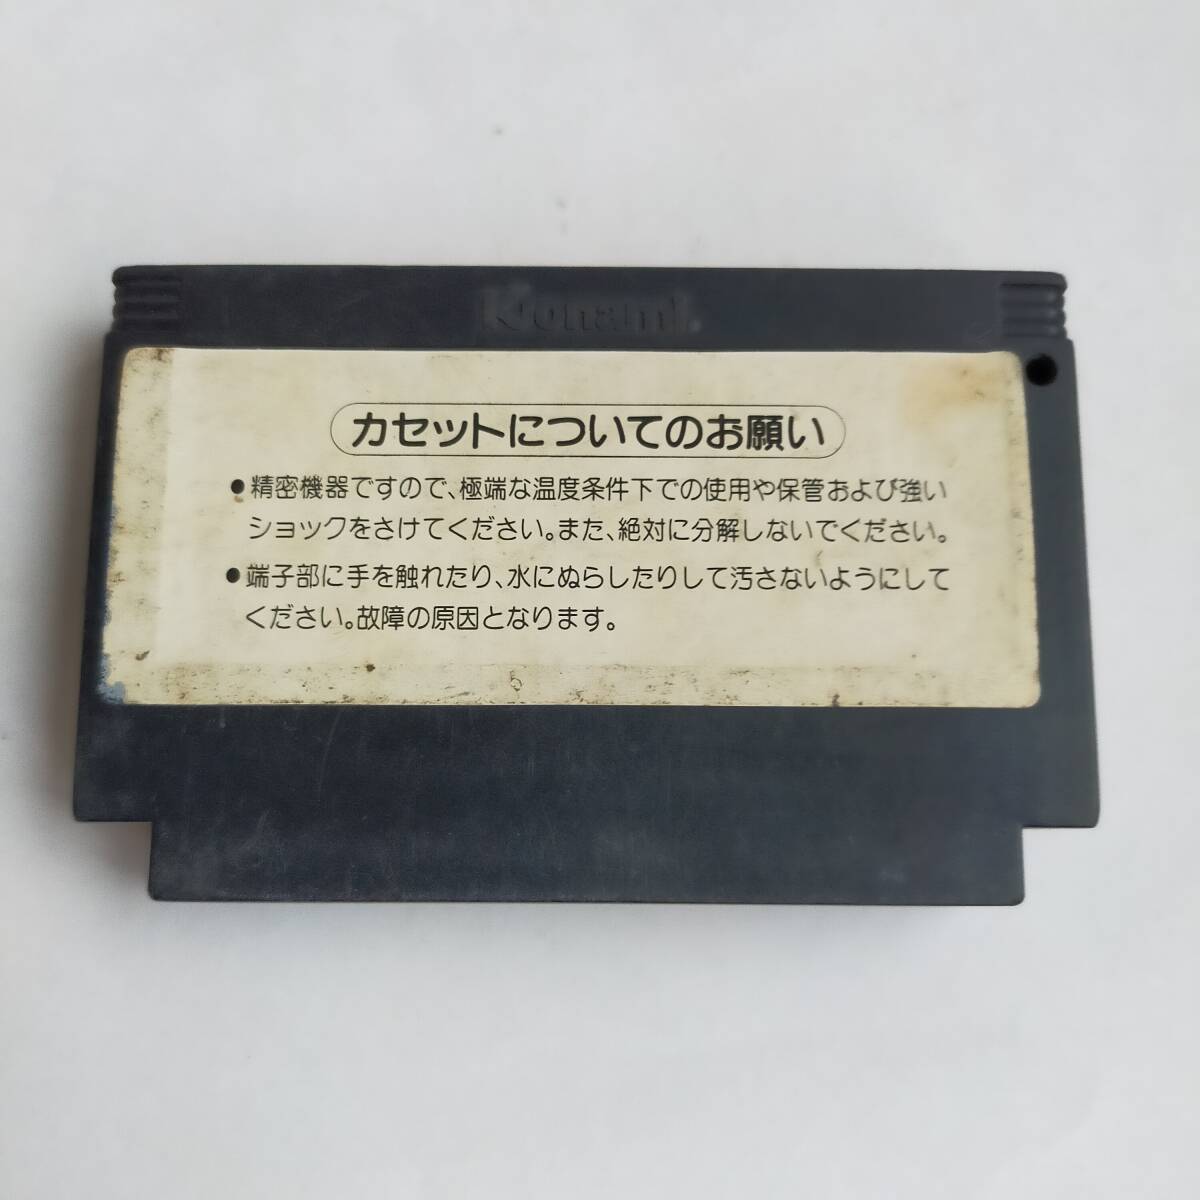 Konami
カセットについてのお願い
●精密機器ですので、極端な温度条件下での使用や保管および強い
ショックをさけてください。また、絶対に分解しないでください。
●端子部に手を触れたり、水にぬらしたりして汚さないようにして
ください。故障の原因となります。